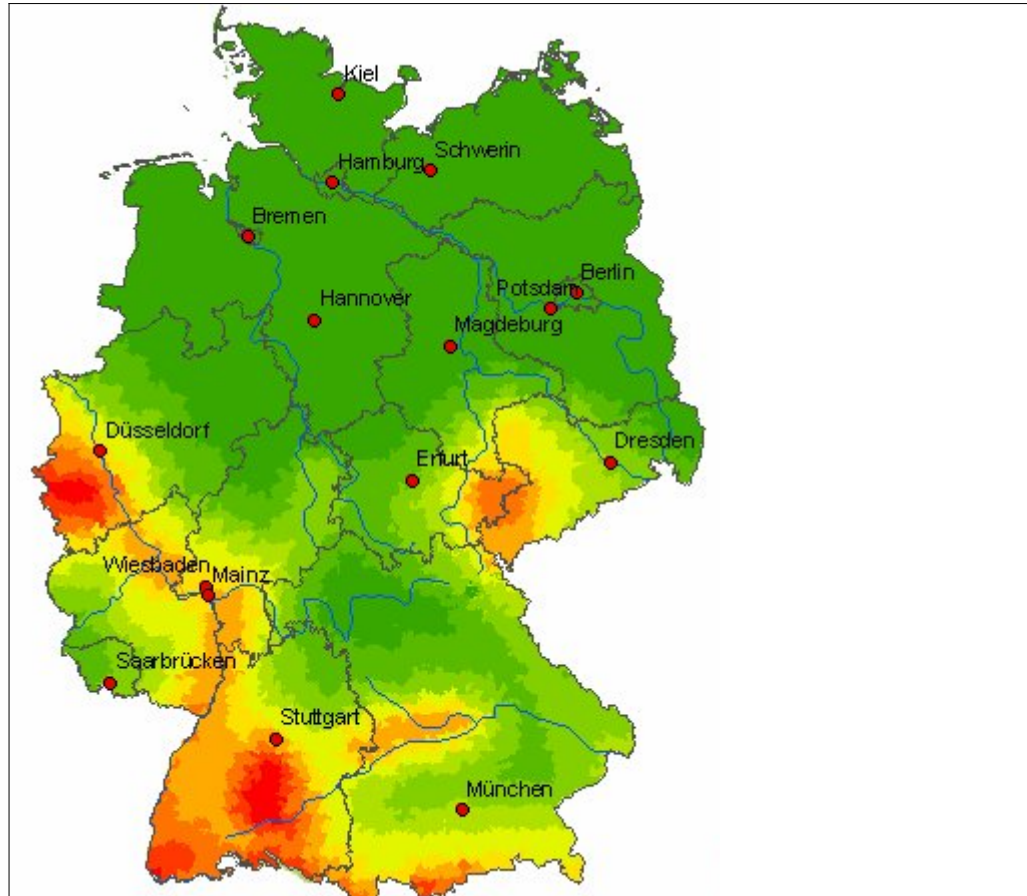 Kiel
Schwerin
Hamburg
Bremen
Berlin
Potsdam
Hannover
Magdeburg
Düsseldorf
Dresden
Erfurt
Wiesbaden
Mainz
Saarbrücken
Stuttgart
München